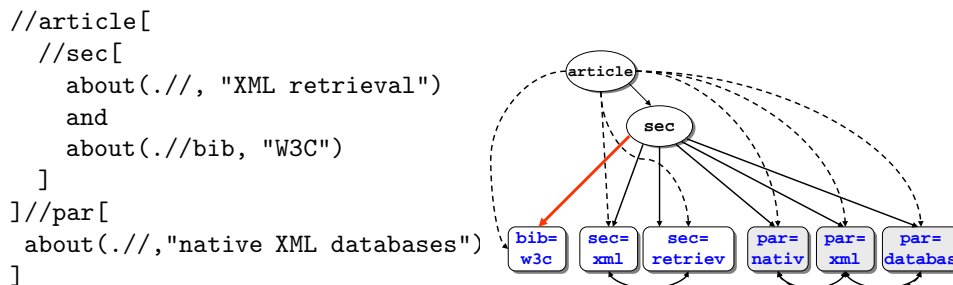 //article[
//sec[
about(.//, "XML retrieval")
and
about(.//bib, "W3C")
]
]//par[
about(.//,"native XML databases")
]
article
sec
bib=
w3c
sec=
xml
sec=
retriev
par=
nativ
par=
xml
par=
databas